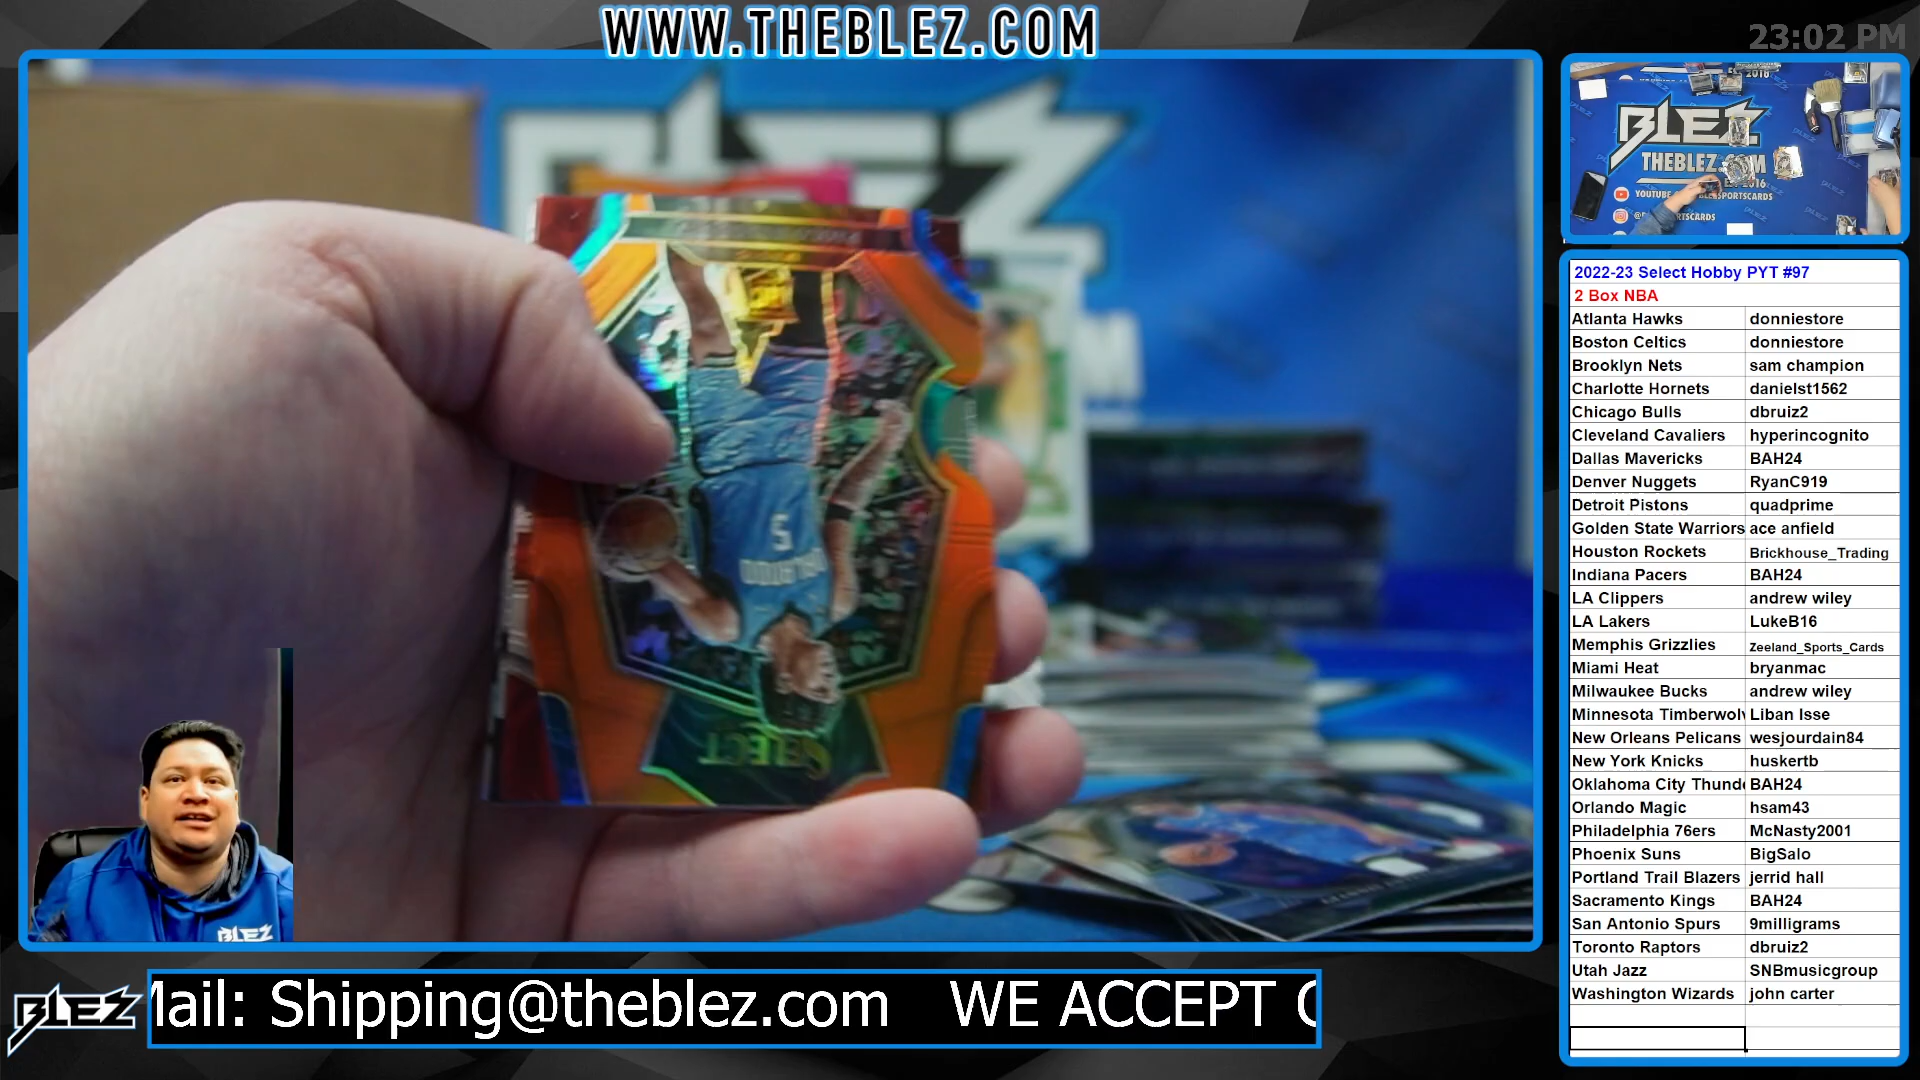 WWW.THEBLEZ.COM
23:02 PM
BLEZ
THEBLEZ.COM
2022-23 Select Hobby PYT #97
2 Box NBA
Atlanta Hawks donniestore
Boston Celtics donniestore
Brooklyn Nets sam champion
Charlotte Hornets danielst1562
Chicago Bulls dbruiz2
Cleveland Cavaliers hyperincognito
Dallas Mavericks BAH24
Denver Nuggets RyanC919
Detroit Pistons quadprime
Golden State Warriors ace anfield
Houston Rockets Brickhouse_Trading
Indiana Pacers BAH24
LA Clippers andrew wiley
LA Lakers LukeB16
Memphis Grizzlies Zeeland_Sports_Cards
Miami Heat bryanmac
Milwaukee Bucks andrew wiley
Minnesota Timberwol Liban Isse
New Orleans Pelicans wesjourdain84
New York Knicks huskertb
Oklahoma City Thund BAH24
Orlando Magic hsam43
Philadelphia 76ers McNasty2001
Phoenix Suns BigSalo
Portland Trail Blazers jerrid hall
Sacramento Kings BAH24
San Antonio Spurs 9milligrams
Toronto Raptors dbruiz2
Utah Jazz SNBmusicgroup
Washington Wizards john carter
SELECT
ORLANDO
5
BLEZ
BLEZ
Mail: Shipping@theblez.com WE ACCEPT